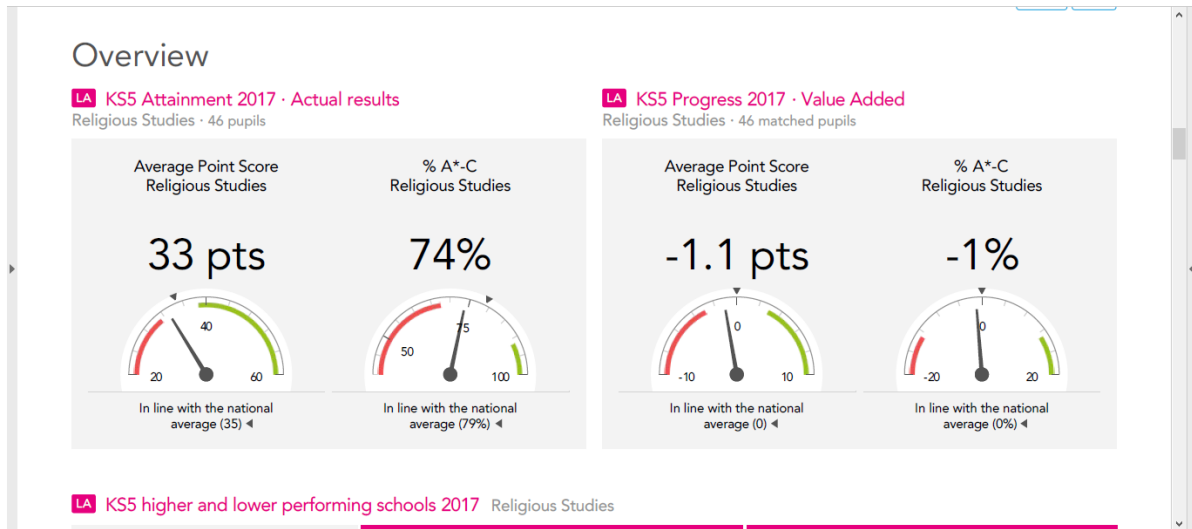 Overview
LA KS5 Attainment 2017 · Actual results
Religious Studies · 46 pupils
Average Point Score
Religious Studies
33 pts
40
20
60
In line with the national
average (35)
% A*-C
Religious Studies
74%
75
50
100
In line with the national
average (79%)
LA KS5 Progress 2017 · Value Added
Religious Studies · 46 matched pupils
Average Point Score
Religious Studies
-1.1 pts
0
-10
10
In line with the national
average (0)
% A*-C
Religious Studies
-1%
0
-20
20
In line with the national
average (0%)
LA KS5 higher and lower performing schools 2017 Religious Studies